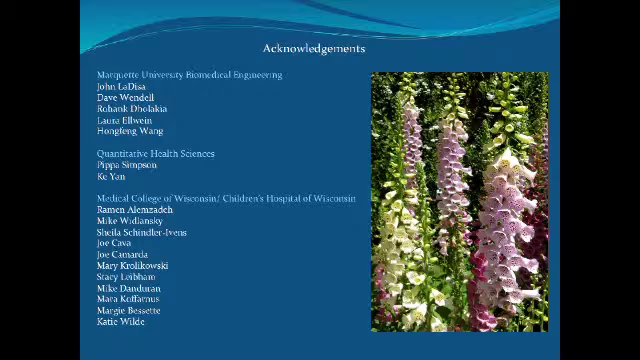 Acknowledgements
Marquette University Biomedical Engineering
John LaDisa
Dave Wendell
Rohank Dholakia
Laura Ellwein
Hongfeng Wang
Quantitative Health Sciences
Pippa Simpson
Ke Yan
Medical College of Wisconsin/ Children's Hospital of Wisconsin
Ramen Alemzadeh
Mike Widlansky
Sheila Schindler-Ivens
Joe Cava
Joe Camarda
Mary Krolikowski
Stacy Leibham
Mike Danduran
Mara Koffarnus
Margie Bessette
Katie Wilde